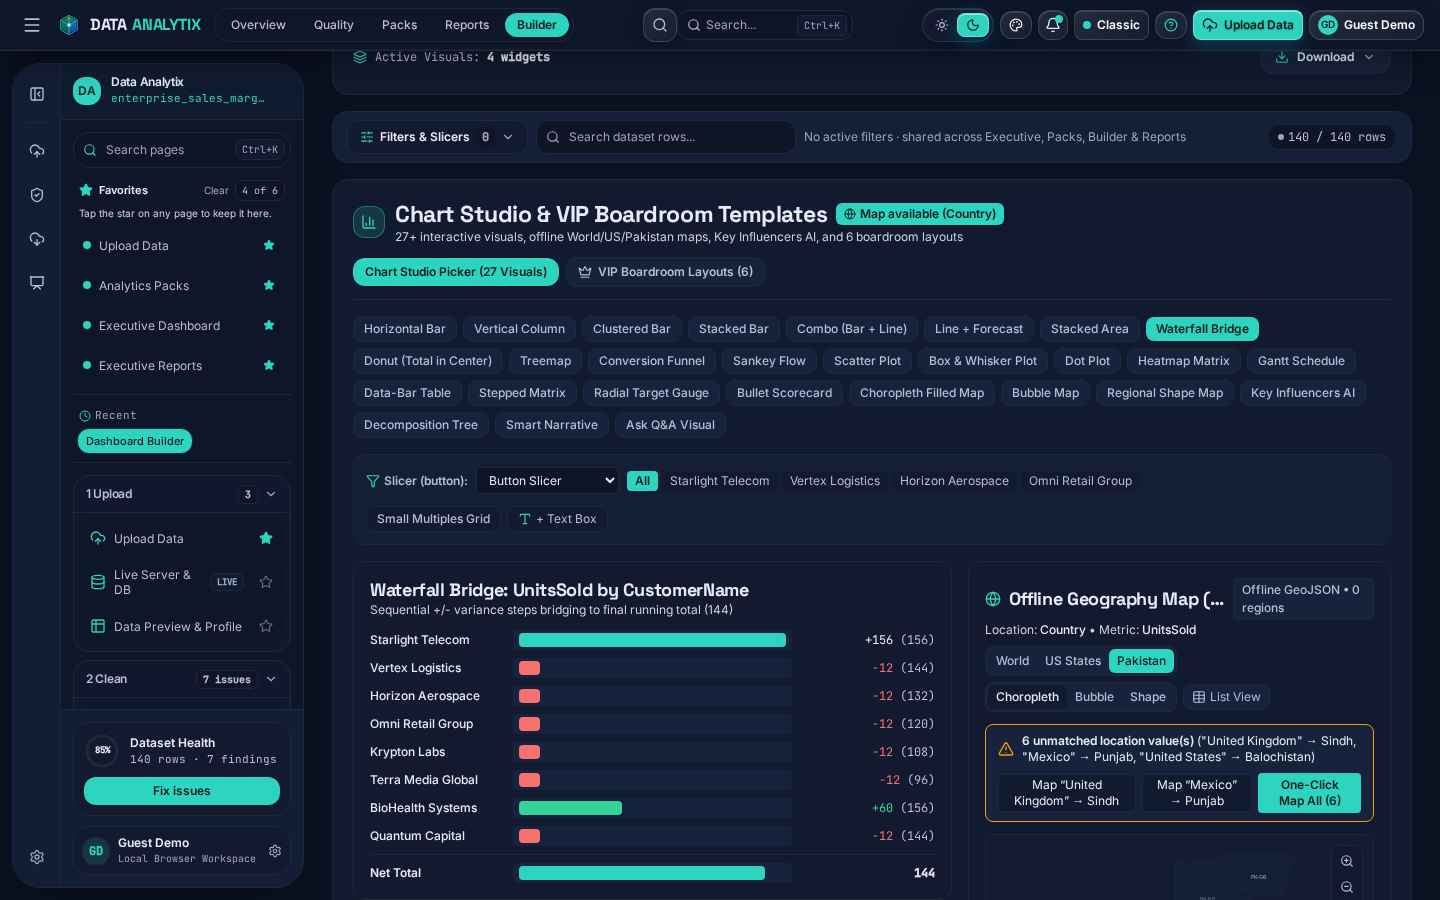 DATA ANALYTIX
Overview
Quality
Packs
Reports
Builder
Search...
Ctrl+K
Classic
Upload Data
GD
Guest Demo
DA
Data Analytix
enterprise_sales_marg…
Search pages
Ctrl+K
Favorites
Clear
4 of 6
Tap the star on any page to keep it here.
Upload Data
Analytics Packs
Executive Dashboard
Executive Reports
Recent
Dashboard Builder
1 Upload
3
Upload Data
Live Server & DB
LIVE
Data Preview & Profile
2 Clean
7 issues
85%
Dataset Health
140 rows · 7 findings
Fix issues
GD
Guest Demo
Local Browser Workspace
Active Visuals: 4 widgets
Download
Filters & Slicers
0
Search dataset rows...
No active filters · shared across Executive, Packs, Builder & Reports
140 / 140 rows
Chart Studio & VIP Boardroom Templates
Map available (Country)
27+ interactive visuals, offline World/US/Pakistan maps, Key Influencers AI, and 6 boardroom layouts
Chart Studio Picker (27 Visuals)
VIP Boardroom Layouts (6)
Horizontal Bar
Vertical Column
Clustered Bar
Stacked Bar
Combo (Bar + Line)
Line + Forecast
Stacked Area
Waterfall Bridge
Donut (Total in Center)
Treemap
Conversion Funnel
Sankey Flow
Scatter Plot
Box & Whisker Plot
Dot Plot
Heatmap Matrix
Gantt Schedule
Data-Bar Table
Stepped Matrix
Radial Target Gauge
Bullet Scorecard
Choropleth Filled Map
Bubble Map
Regional Shape Map
Key Influencers AI
Decomposition Tree
Smart Narrative
Ask Q&A Visual
Slicer (button):
Button Slicer
All
Starlight Telecom
Vertex Logistics
Horizon Aerospace
Omni Retail Group
Small Multiples Grid
+ Text Box
Waterfall Bridge: UnitsSold by CustomerName
Sequential +/- variance steps bridging to final running total (144)
Starlight Telecom +156 (156)
Vertex Logistics -12 (144)
Horizon Aerospace -12 (132)
Omni Retail Group -12 (120)
Krypton Labs -12 (108)
Terra Media Global -12 (96)
BioHealth Systems +60 (156)
Quantum Capital -12 (144)
Net Total 144
Offline Geography Map (...
Offline GeoJSON • 0
regions
Location: Country • Metric: UnitsSold
World
US States
Pakistan
Choropleth
Bubble
Shape
List View
6 unmatched location value(s) ("United Kingdom" → Sindh,
"Mexico" → Punjab, "United States" → Balochistan)
Map “United
Kingdom” → Sindh
Map “Mexico”
→ Punjab
One-Click
Map All (6)
PK-GB